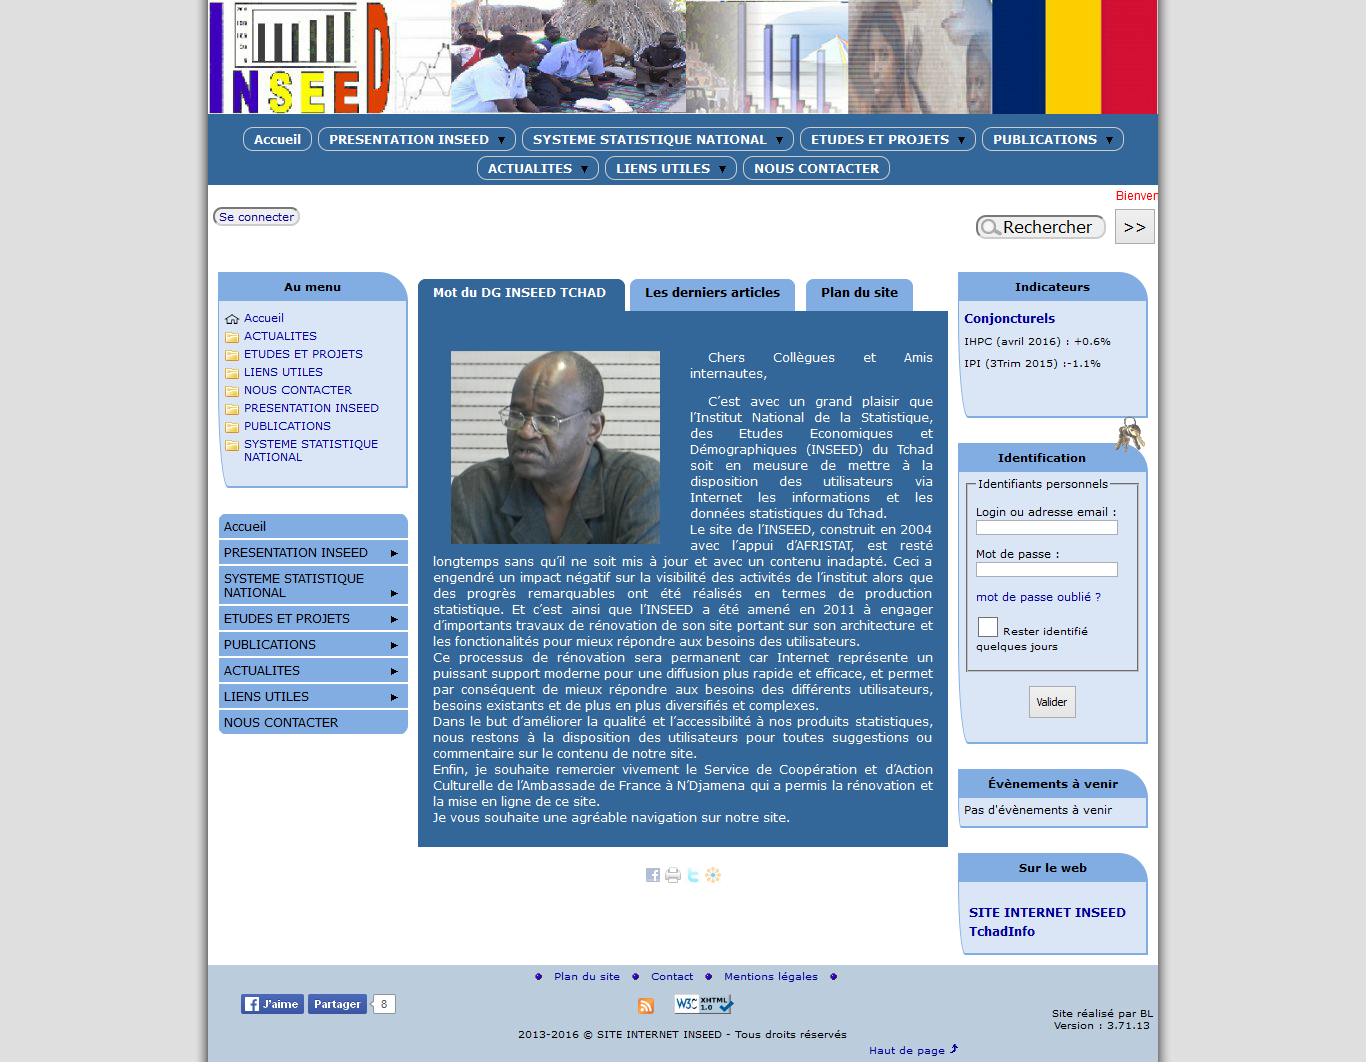 INSEED
Accueil PRESENTATION INSEED SYSTEME STATISTIQUE NATIONAL ETUDES ET PROJETS PUBLICATIONS
ACTUALITES LIENS UTILES NOUS CONTACTER
Bienven
Se connecter
Rechercher >>
Au menu
Accueil
ACTUALITES
ETUDES ET PROJETS
LIENS UTILES
NOUS CONTACTER
PRESENTATION INSEED
PUBLICATIONS
SYSTEME STATISTIQUE
NATIONAL
Accueil
PRESENTATION INSEED
SYSTEME STATISTIQUE
NATIONAL
ETUDES ET PROJETS
PUBLICATIONS
ACTUALITES
LIENS UTILES
NOUS CONTACTER
Mot du DG INSEED TCHAD Les derniers articles Plan du site
Chers Collègues et Amis
internautes,
C’est avec un grand plaisir que
l’Institut National de la Statistique,
des Etudes Economiques et
Démographiques (INSEED) du Tchad
soit en meusure de mettre à la
disposition des utilisateurs via
Internet les informations et les
données statistiques du Tchad.
Le site de l’INSEED, construit en 2004
avec l’appui d’AFRISTAT, est resté
longtemps sans qu’il ne soit mis à jour et avec un contenu inadapté. Ceci a
engendré un impact négatif sur la visibilité des activités de l’institut alors que
des progrès remarquables ont été réalisés en termes de production
statistique. Et c’est ainsi que l’INSEED a été amené en 2011 à engager
d’importants travaux de rénovation de son site portant sur son architecture et
les fonctionalités pour mieux répondre aux besoins des utilisateurs.
Ce processus de rénovation sera permanent car Internet représente un
puissant support moderne pour une diffusion plus rapide et efficace, et permet
par conséquent de mieux répondre aux besoins des différents utilisateurs,
besoins existants et de plus en plus diversifiés et complexes.
Dans le but d’améliorer la qualité et l’accessibilité à nos produits statistiques,
nous restons à la disposition des utilisateurs pour toutes suggestions ou
commentaire sur le contenu de notre site.
Enfin, je souhaite remercier vivement le Service de Coopération et d’Action
Culturelle de l’Ambassade de France à N’Djamena qui a permis la rénovation et
la mise en ligne de ce site.
Je vous souhaite une agréable navigation sur notre site.
Indicateurs
Conjoncturels
IHPC (avril 2016) : +0.6%
IPI (3Trim 2015) :-1.1%
Identification
Identifiants personnels
Login ou adresse email :
Mot de passe :
mot de passe oublié ?
Rester identifié
quelques jours
Valider
Évènements à venir
Pas d'évènements à venir
Sur le web
SITE INTERNET INSEED
TchadInfo
Plan du site Contact Mentions légales
J'aime Partager 8
W3C XHTML 1.0
Site réalisé par BL
Version : 3.71.13
2013-2016 © SITE INTERNET INSEED - Tous droits réservés
Haut de page